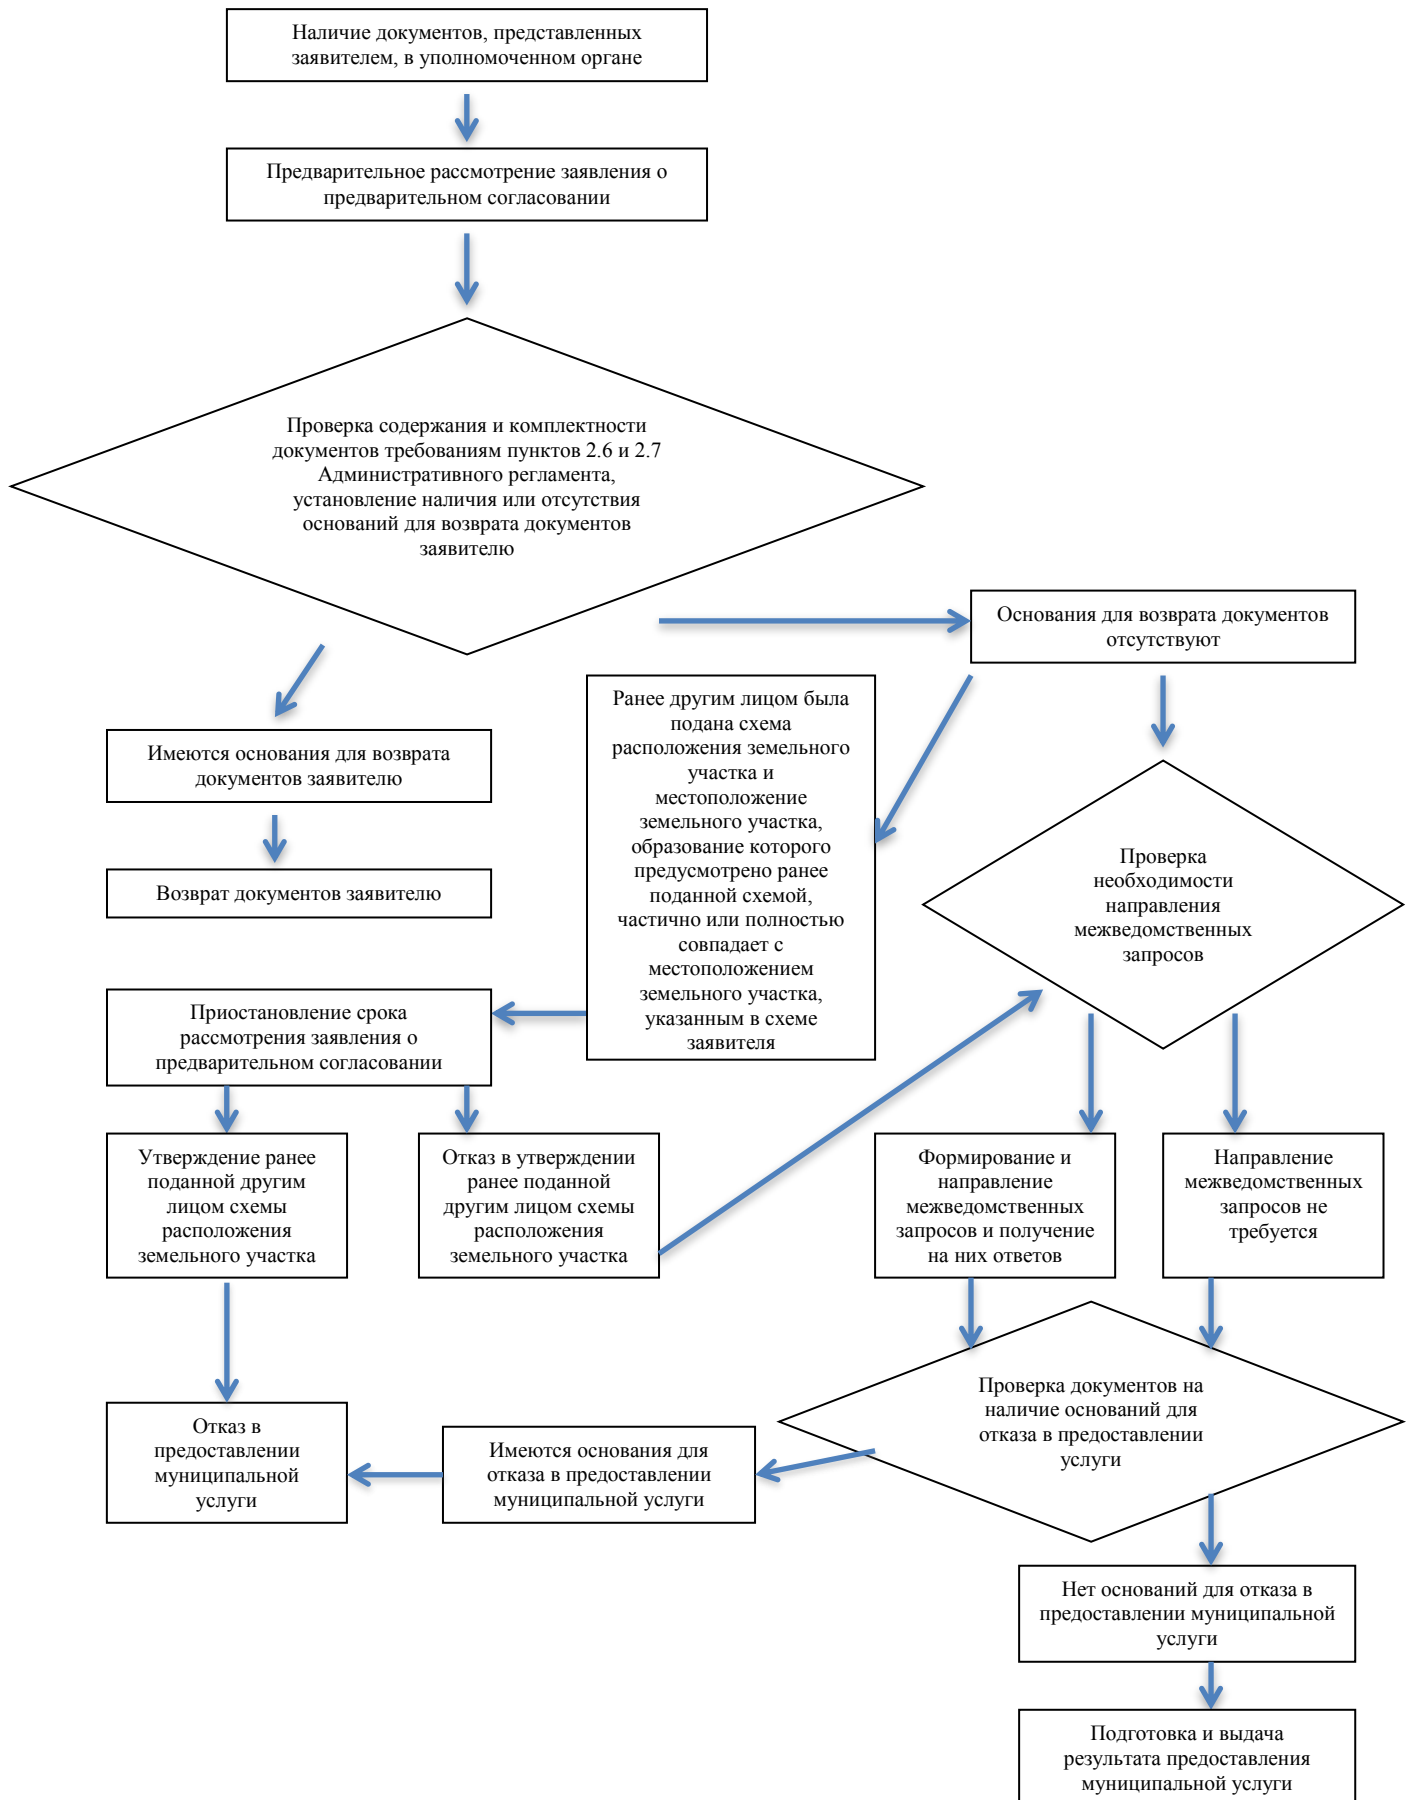 Наличие документов, представленных
заявителем, в уполномоченном органе
Предварительное рассмотрение заявления о
предварительном согласовании
Проверка содержания и комплектности
документов требованиям пунктов 2.6 и 2.7
Административного регламента,
установление наличия или отсутствия
оснований для возврата документов
заявителю
Основания для возврата документов
отсутствуют
Имеются основания для возврата
документов заявителю
Возврат документов заявителю
Ранее другим лицом была
подана схема
расположения земельного
участка и
местоположение
земельного участка,
образование которого
предусмотрено ранее
поданной схемой,
частично или полностью
совпадает с
местоположением
земельного участка,
указанным в схеме
заявителя
Проверка
необходимости
направления
межведомственных
запросов
Приостановление срока
рассмотрения заявления о
предварительном согласовании
Утверждение ранее
поданной другим
лицом схемы
расположения
земельного участка
Отказ в утверждении
ранее поданной
другим лицом схемы
расположения
земельного участка
Формирование и
направление
межведомственных
запросов и получение
на них ответов
Направление
межведомственных
запросов не
требуется
Проверка документов на
наличие оснований для
отказа в предоставлении
услуги
Отказ в
предоставлении
муниципальной
услуги
Имеются основания для
отказа в предоставлении
муниципальной услуги
Нет оснований для отказа в
предоставлении муниципальной
услуги
Подготовка и выдача
результата предоставления
муниципальной услуги